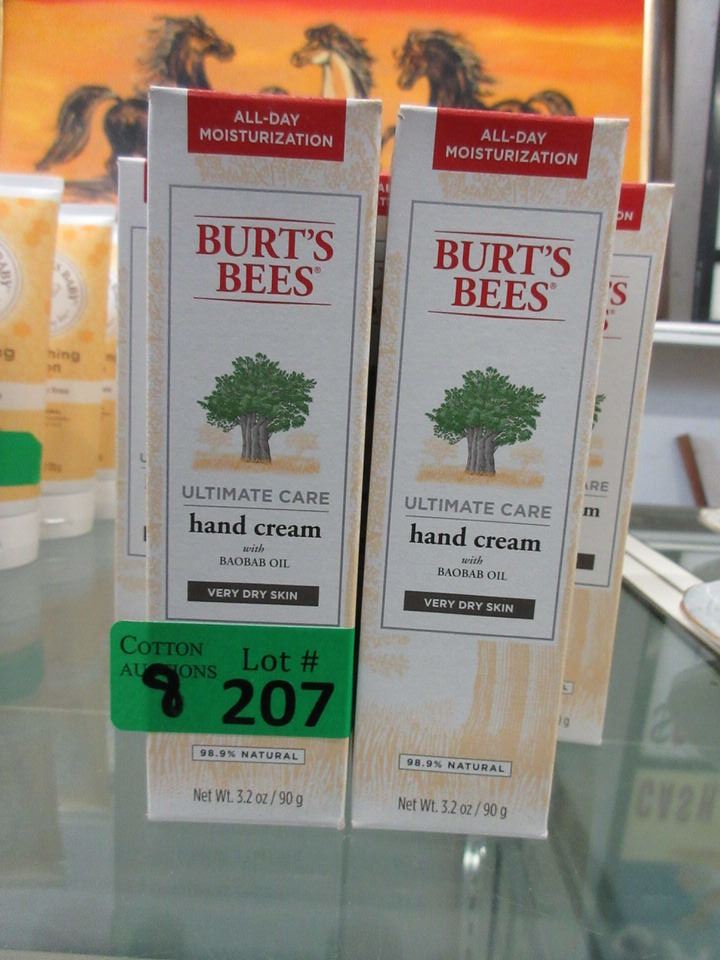 ALL-DAY
MOISTURIZATION
BURT'S
BEES®
ULTIMATE CARE
hand cream
with
BAOBAB OIL
VERY DRY SKIN
COTTON
AUCTIONS
8
Lot #
207
98.9% NATURAL
Net Wt. 3.2 oz / 90 g
ALL-DAY
MOISTURIZATION
BURT'S
BEES®
ULTIMATE CARE
hand cream
with
BAOBAB OIL
VERY DRY SKIN
98.9% NATURAL
Net Wt. 3.2 oz / 90 g